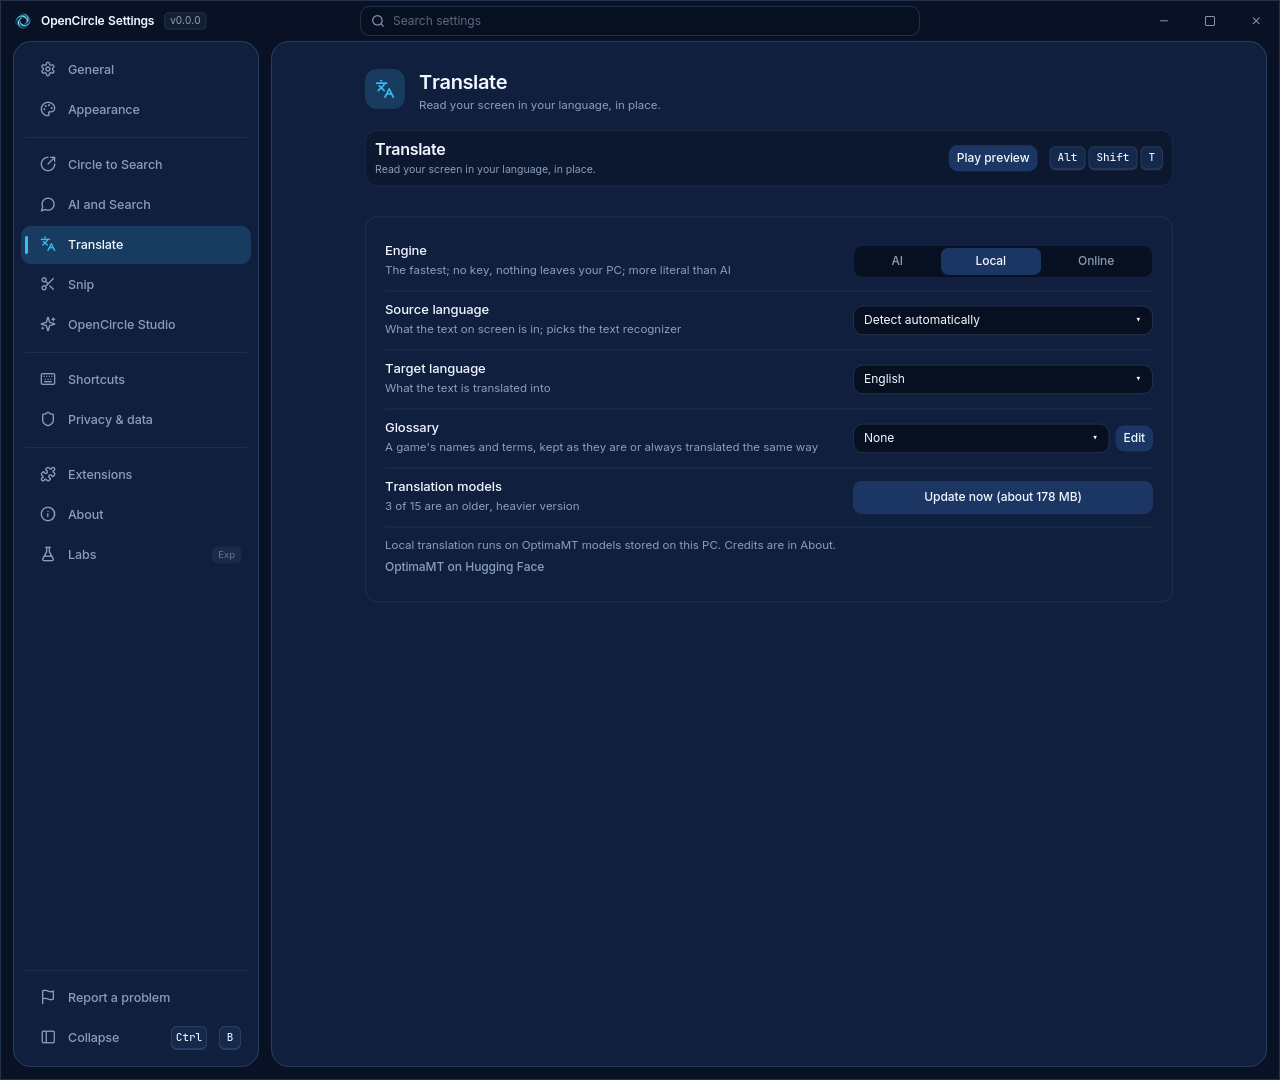 OpenCircle Settings v0.0.0
Search settings
General
Appearance
Circle to Search
AI and Search
Translate
Snip
OpenCircle Studio
Shortcuts
Privacy & data
Extensions
About
Labs Exp
Report a problem
Collapse Ctrl B
Translate
Read your screen in your language, in place.
Translate
Read your screen in your language, in place.
Play preview Alt Shift T
Engine
The fastest; no key, nothing leaves your PC; more literal than AI
AI Local Online
Source language
What the text on screen is in; picks the text recognizer
Detect automatically
Target language
What the text is translated into
English
Glossary
A game's names and terms, kept as they are or always translated the same way
None Edit
Translation models
3 of 15 are an older, heavier version
Update now (about 178 MB)
Local translation runs on OptimaMT models stored on this PC. Credits are in About.
OptimaMT on Hugging Face